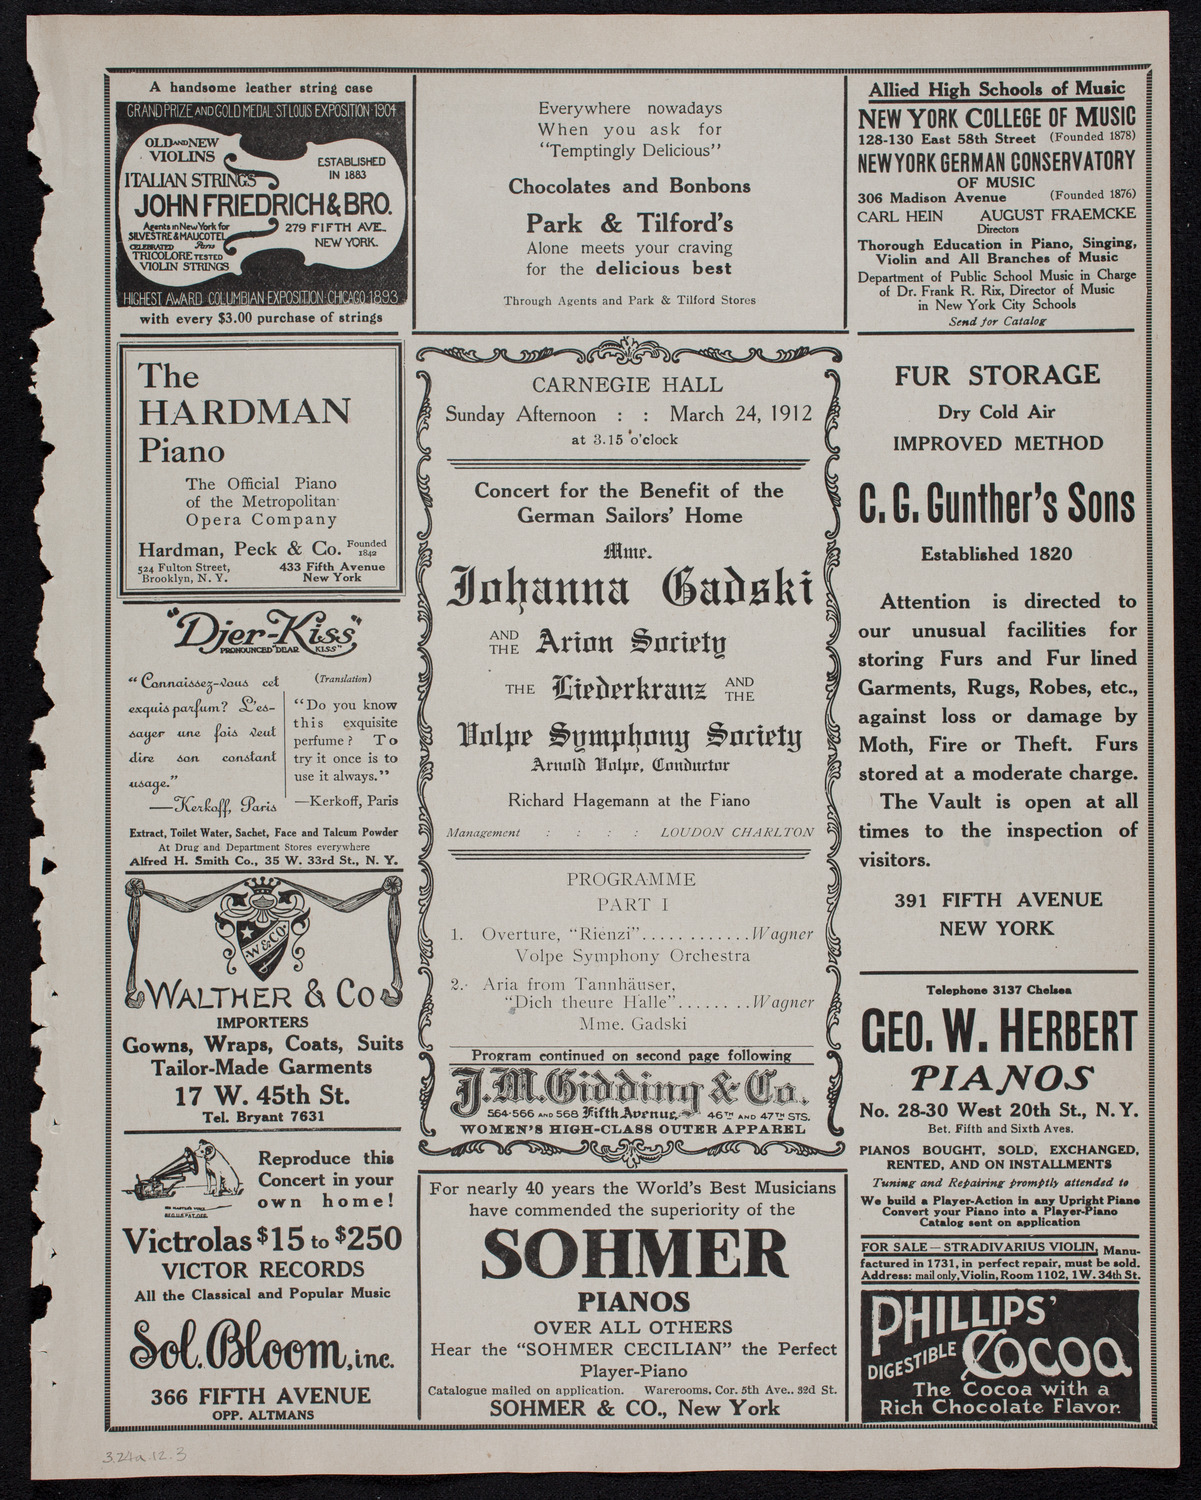 A handsome leather string case
GRAND PRIZE AND GOLD MEDAL·ST LOUIS EXPOSITION·1904
OLD AND NEW
VIOLINS
ITALIAN STRINGS
ESTABLISHED
IN 1883
JOHN FRIEDRICH & BRO.
Agents in New York for
SILVESTRE & MAUCOTEL
CELEBRATED Paris
TRICOLORE TESTED
VIOLIN STRINGS
279 FIFTH AVE.
NEW YORK.
HIGHEST AWARD COLUMBIAN EXPOSITION·CHICAGO·1893
with every $3.00 purchase of strings
The
HARDMAN
Piano
The Official Piano
of the Metropolitan
Opera Company
Hardman, Peck & Co. Founded 1842
524 Fulton Street,
Brooklyn, N. Y.
433 Fifth Avenue
New York
"Djer-Kiss"
PRONOUNCED "DEAR KISS"
"Connaissez-vous cet
exquis parfum? L'es-
sayer une fois veut
dire son constant
usage."
—Kerkoff, Paris
(Translation)
"Do you know
this exquisite
perfume? To
try it once is to
use it always."
—Kerkoff, Paris
Extract, Toilet Water, Sachet, Face and Talcum Powder
At Drug and Department Stores everywhere
Alfred H. Smith Co., 35 W. 33rd St., N. Y.
W & CO
WALTHER & CO
IMPORTERS
Gowns, Wraps, Coats, Suits
Tailor-Made Garments
17 W. 45th St.
Tel. Bryant 7631
Reproduce this
Concert in your
own home!
HIS MASTER'S VOICE
REG. U.S. PAT. OFF.
Victrolas $15 to $250
VICTOR RECORDS
All the Classical and Popular Music
Sol. Bloom, inc.
366 FIFTH AVENUE
OPP. ALTMANS
Everywhere nowadays
When you ask for
"Temptingly Delicious"
Chocolates and Bonbons
Park & Tilford's
Alone meets your craving
for the delicious best
Through Agents and Park & Tilford Stores
CARNEGIE HALL
Sunday Afternoon : : March 24, 1912
at 3.15 o'clock
Concert for the Benefit of the
German Sailors' Home
Mme.
Johanna Gadski
AND THE Arion Society
THE Liederkranz AND THE
Volpe Symphony Society
Arnold Volpe, Conductor
Richard Hagemann at the Fiano
Management : : : : LOUDON CHARLTON
PROGRAMME
PART I
1. Overture, "Rienzi"............Wagner
Volpe Symphony Orchestra
2. Aria from Tannhäuser,
"Dich theure Halle"........Wagner
Mme. Gadski
Program continued on second page following
J. M. Gidding & Co.
564-566 AND 568 Fifth Avenue 46TH AND 47TH STS.
WOMEN'S HIGH-CLASS OUTER APPAREL
For nearly 40 years the World's Best Musicians
have commended the superiority of the
SOHMER
PIANOS
OVER ALL OTHERS
Hear the "SOHMER CECILIAN" the Perfect
Player-Piano
Catalogue mailed on application. Warerooms, Cor. 5th Ave., 32d St.
SOHMER & CO., New York
Allied High Schools of Music
NEW YORK COLLEGE OF MUSIC
128-130 East 58th Street (Founded 1878)
NEW YORK GERMAN CONSERVATORY
OF MUSIC
306 Madison Avenue (Founded 1876)
CARL HEIN AUGUST FRAEMCKE
Directors
Thorough Education in Piano, Singing,
Violin and All Branches of Music
Department of Public School Music in Charge
of Dr. Frank R. Rix, Director of Music
in New York City Schools
Send for Catalog
FUR STORAGE
Dry Cold Air
IMPROVED METHOD
C. G. Gunther's Sons
Established 1820
Attention is directed to
our unusual facilities for
storing Furs and Fur lined
Garments, Rugs, Robes, etc.,
against loss or damage by
Moth, Fire or Theft. Furs
stored at a moderate charge.
The Vault is open at all
times to the inspection of
visitors.
391 FIFTH AVENUE
NEW YORK
Telephone 3137 Chelsea
GEO. W. HERBERT
PIANOS
No. 28-30 West 20th St., N. Y.
Bet. Fifth and Sixth Aves.
PIANOS BOUGHT, SOLD, EXCHANGED,
RENTED, AND ON INSTALLMENTS
Tuning and Repairing promptly attended to
We build a Player-Action in any Upright Piano
Convert your Piano into a Player-Piano
Catalog sent on application
FOR SALE—STRADIVARIUS VIOLIN, Manu-
factured in 1731, in perfect repair, must be sold.
Address: mail only, Violin, Room 1102, 1 W. 34th St.
PHILLIPS'
DIGESTIBLE COCOA
The Cocoa with a
Rich Chocolate Flavor.
3.24a.12.3